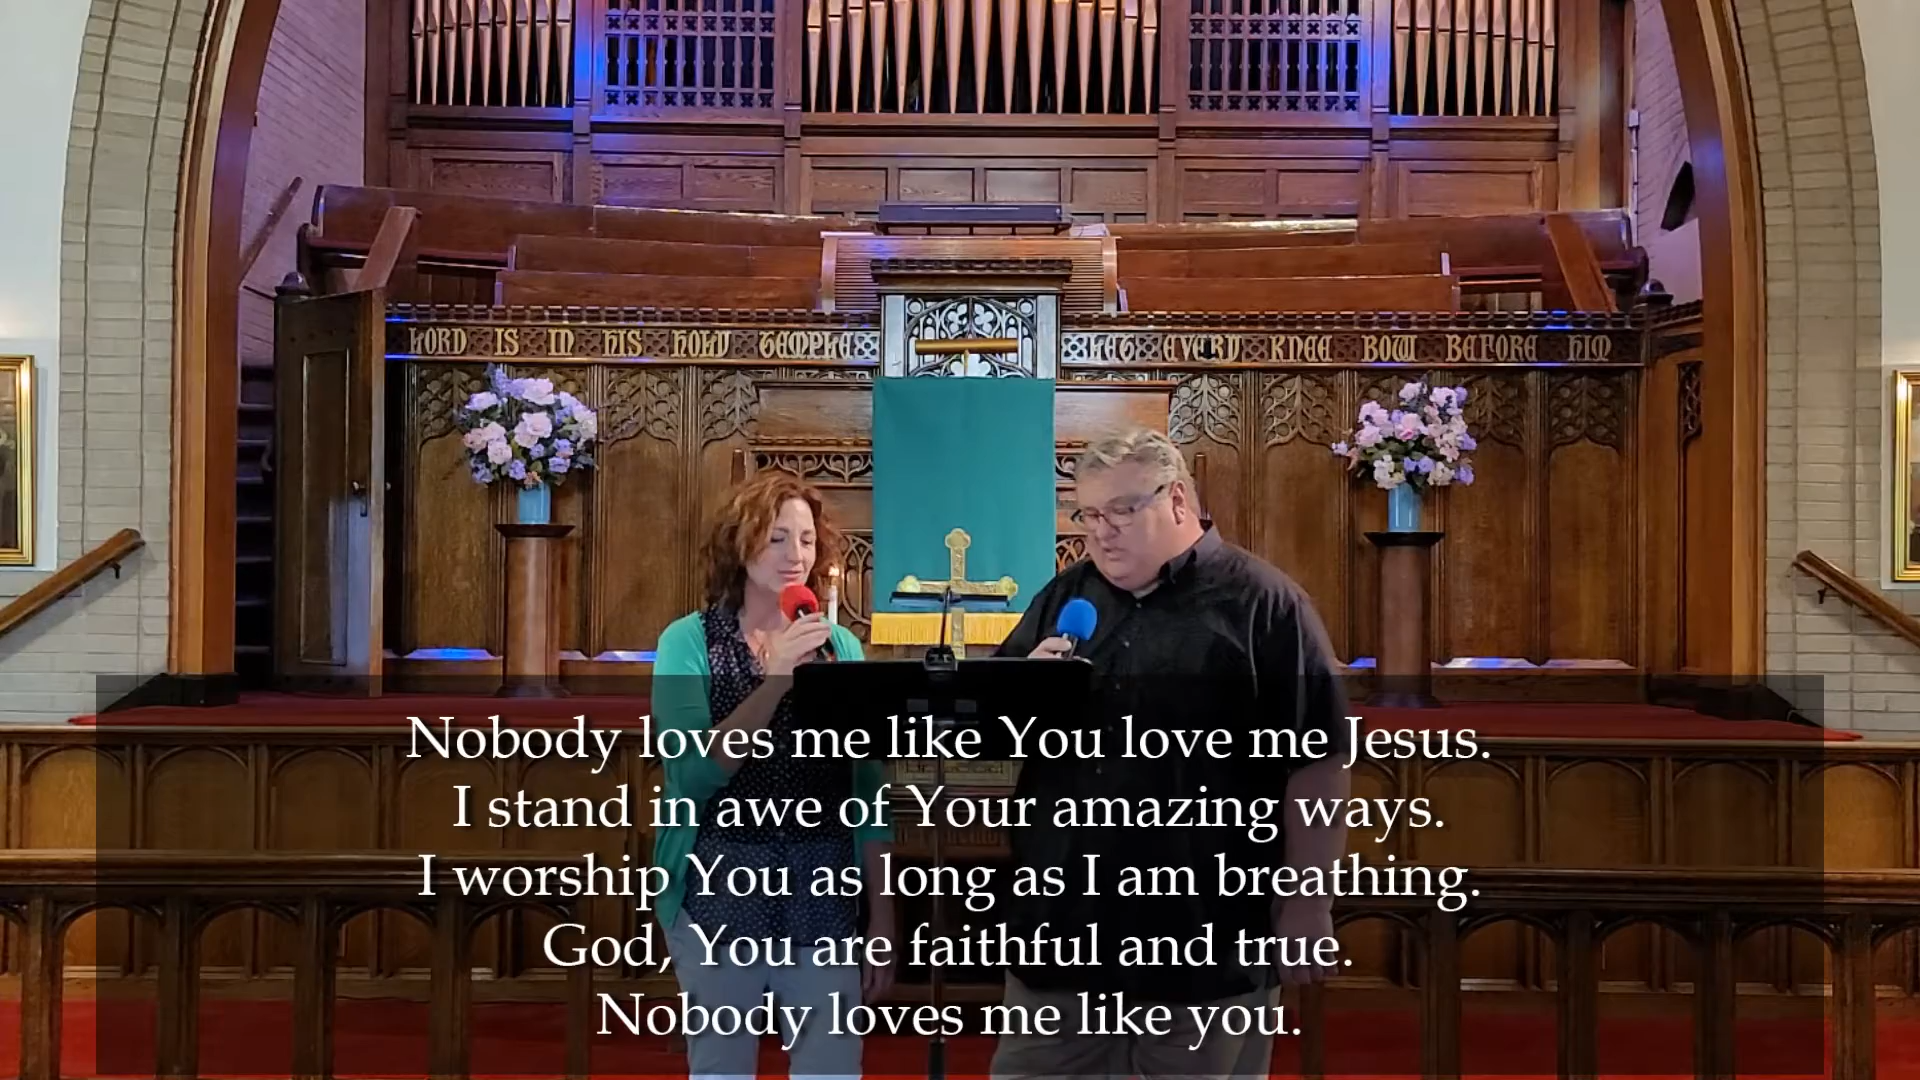 LORD IS IN HIS HOLY TEMPLE
LET EVERY KNEE BOW BEFORE HIM
Nobody loves me like You love me Jesus.
I stand in awe of Your amazing ways.
I worship You as long as I am breathing.
God, You are faithful and true.
Nobody loves me like you.